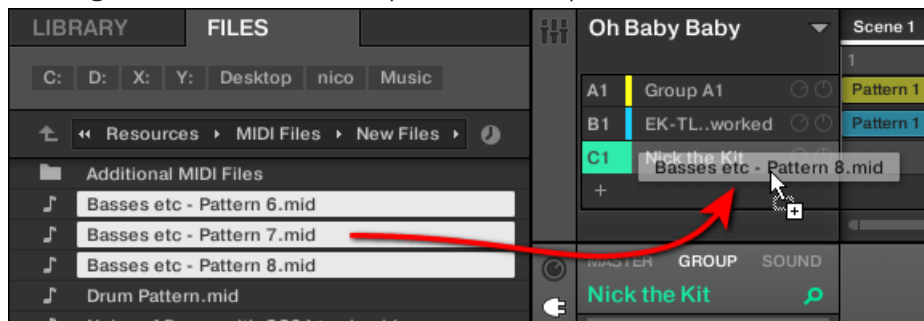 LIBRARY FILES
C: D: X: Y: Desktop nico Music
Resources MIDI Files New Files
Additional MIDI Files
Basses etc - Pattern 6.mid
Basses etc - Pattern 7.mid
Basses etc - Pattern 8.mid
Drum Pattern.mid
Oh Baby Baby
A1 Group A1
B1 EK-TL..worked
C1 Nick the Kit
Basses etc - Pattern 8.mid
+
Scene 1
1
Pattern 1
Pattern 1
MASTER GROUP SOUND
Nick the Kit